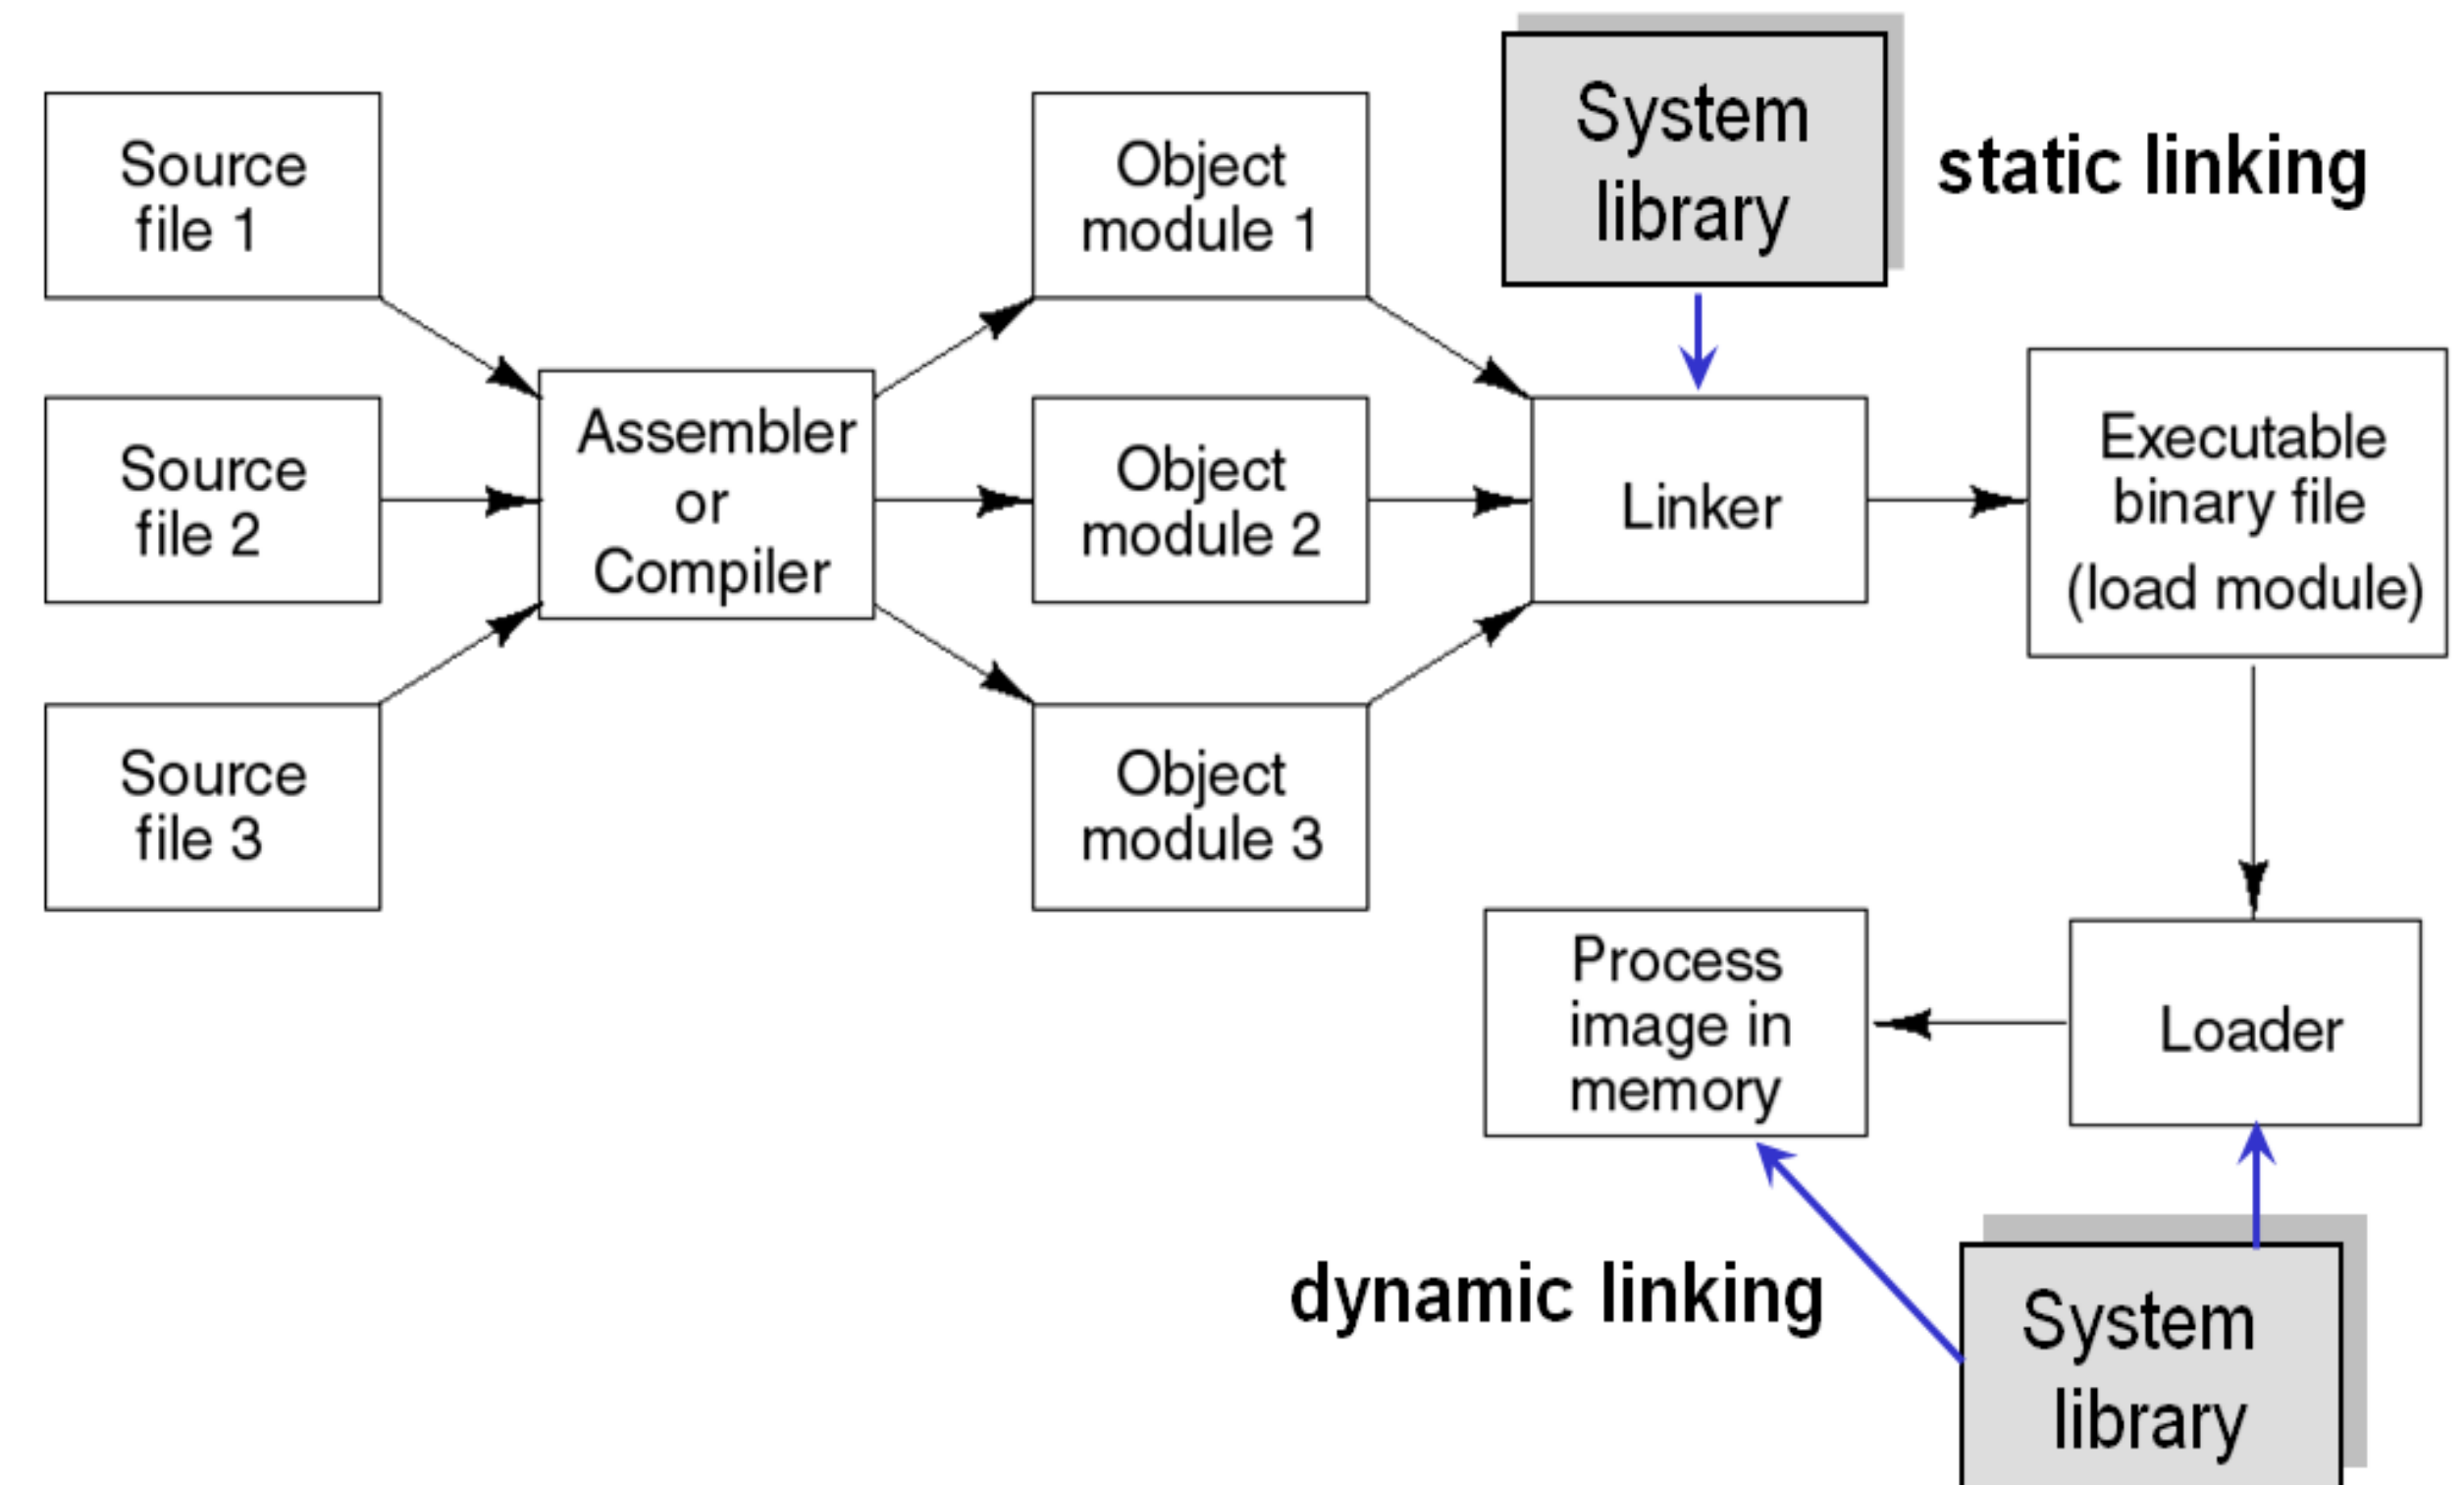 Source
file 1
Source
file 2
Source
file 3
Assembler
or
Compiler
Object
module 1
Object
module 2
Object
module 3
System
library
static linking
Linker
Executable
binary file
(load module)
Loader
Process
image in
memory
dynamic linking
System
library